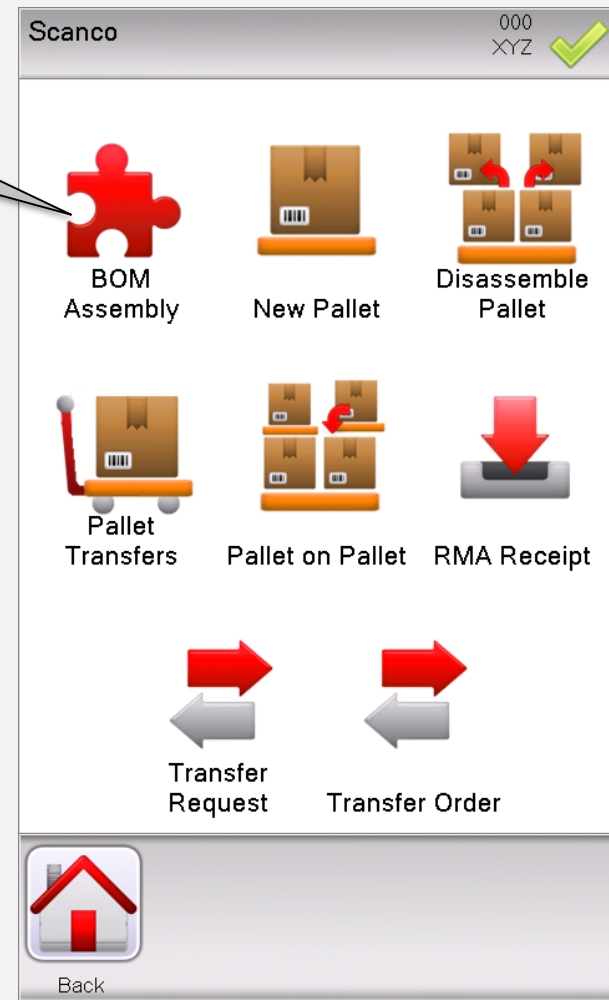 Scanco
000
XYZ
BOM
Assembly
New Pallet
Disassemble
Pallet
Pallet
Transfers
Pallet on Pallet
RMA Receipt
Transfer
Request
Transfer Order
Back